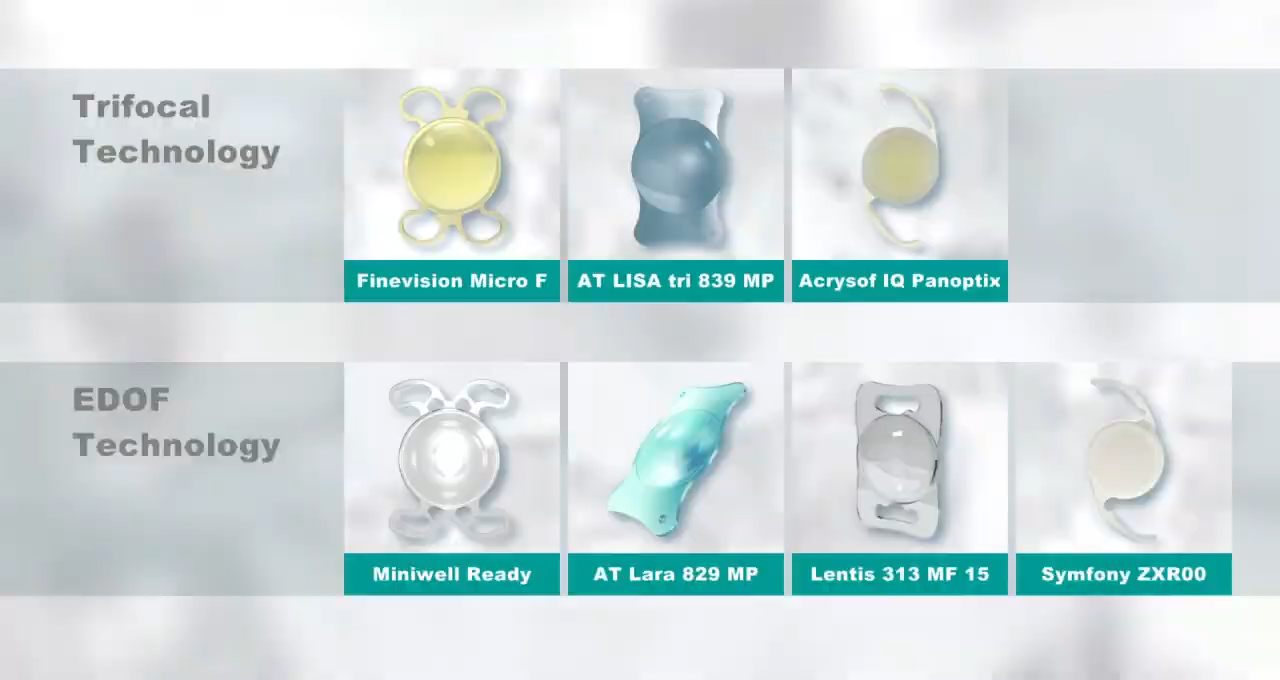 Trifocal
Technology
Finevision Micro F
AT LISA tri 839 MP
Acrysof IQ Panoptix
EDOF
Technology
Miniwell Ready
AT Lara 829 MP
Lentis 313 MF 15
Symfony ZXR00